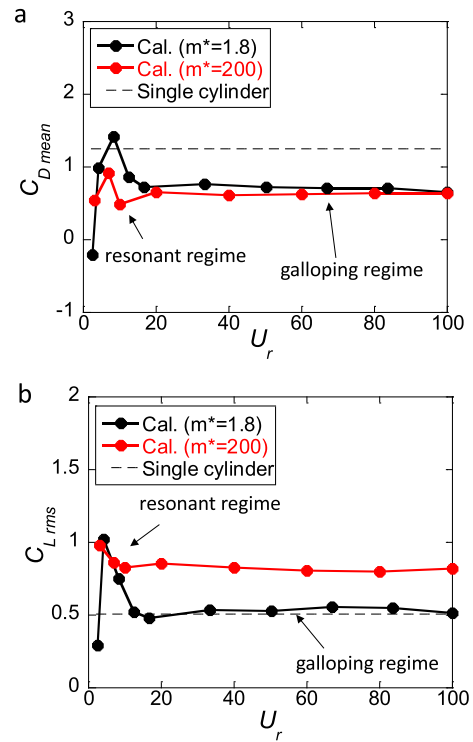 a
3
2
1
0
-1
C_D mean
Cal. (m*=1.8)
Cal. (m*=200)
Single cylinder
resonant regime
galloping regime
0 20 40 60 80 100
U_r
b
2
1.5
1
0.5
0
C_L rms
Cal. (m*=1.8)
Cal. (m*=200)
Single cylinder
resonant regime
galloping regime
0 20 40 60 80 100
U_r